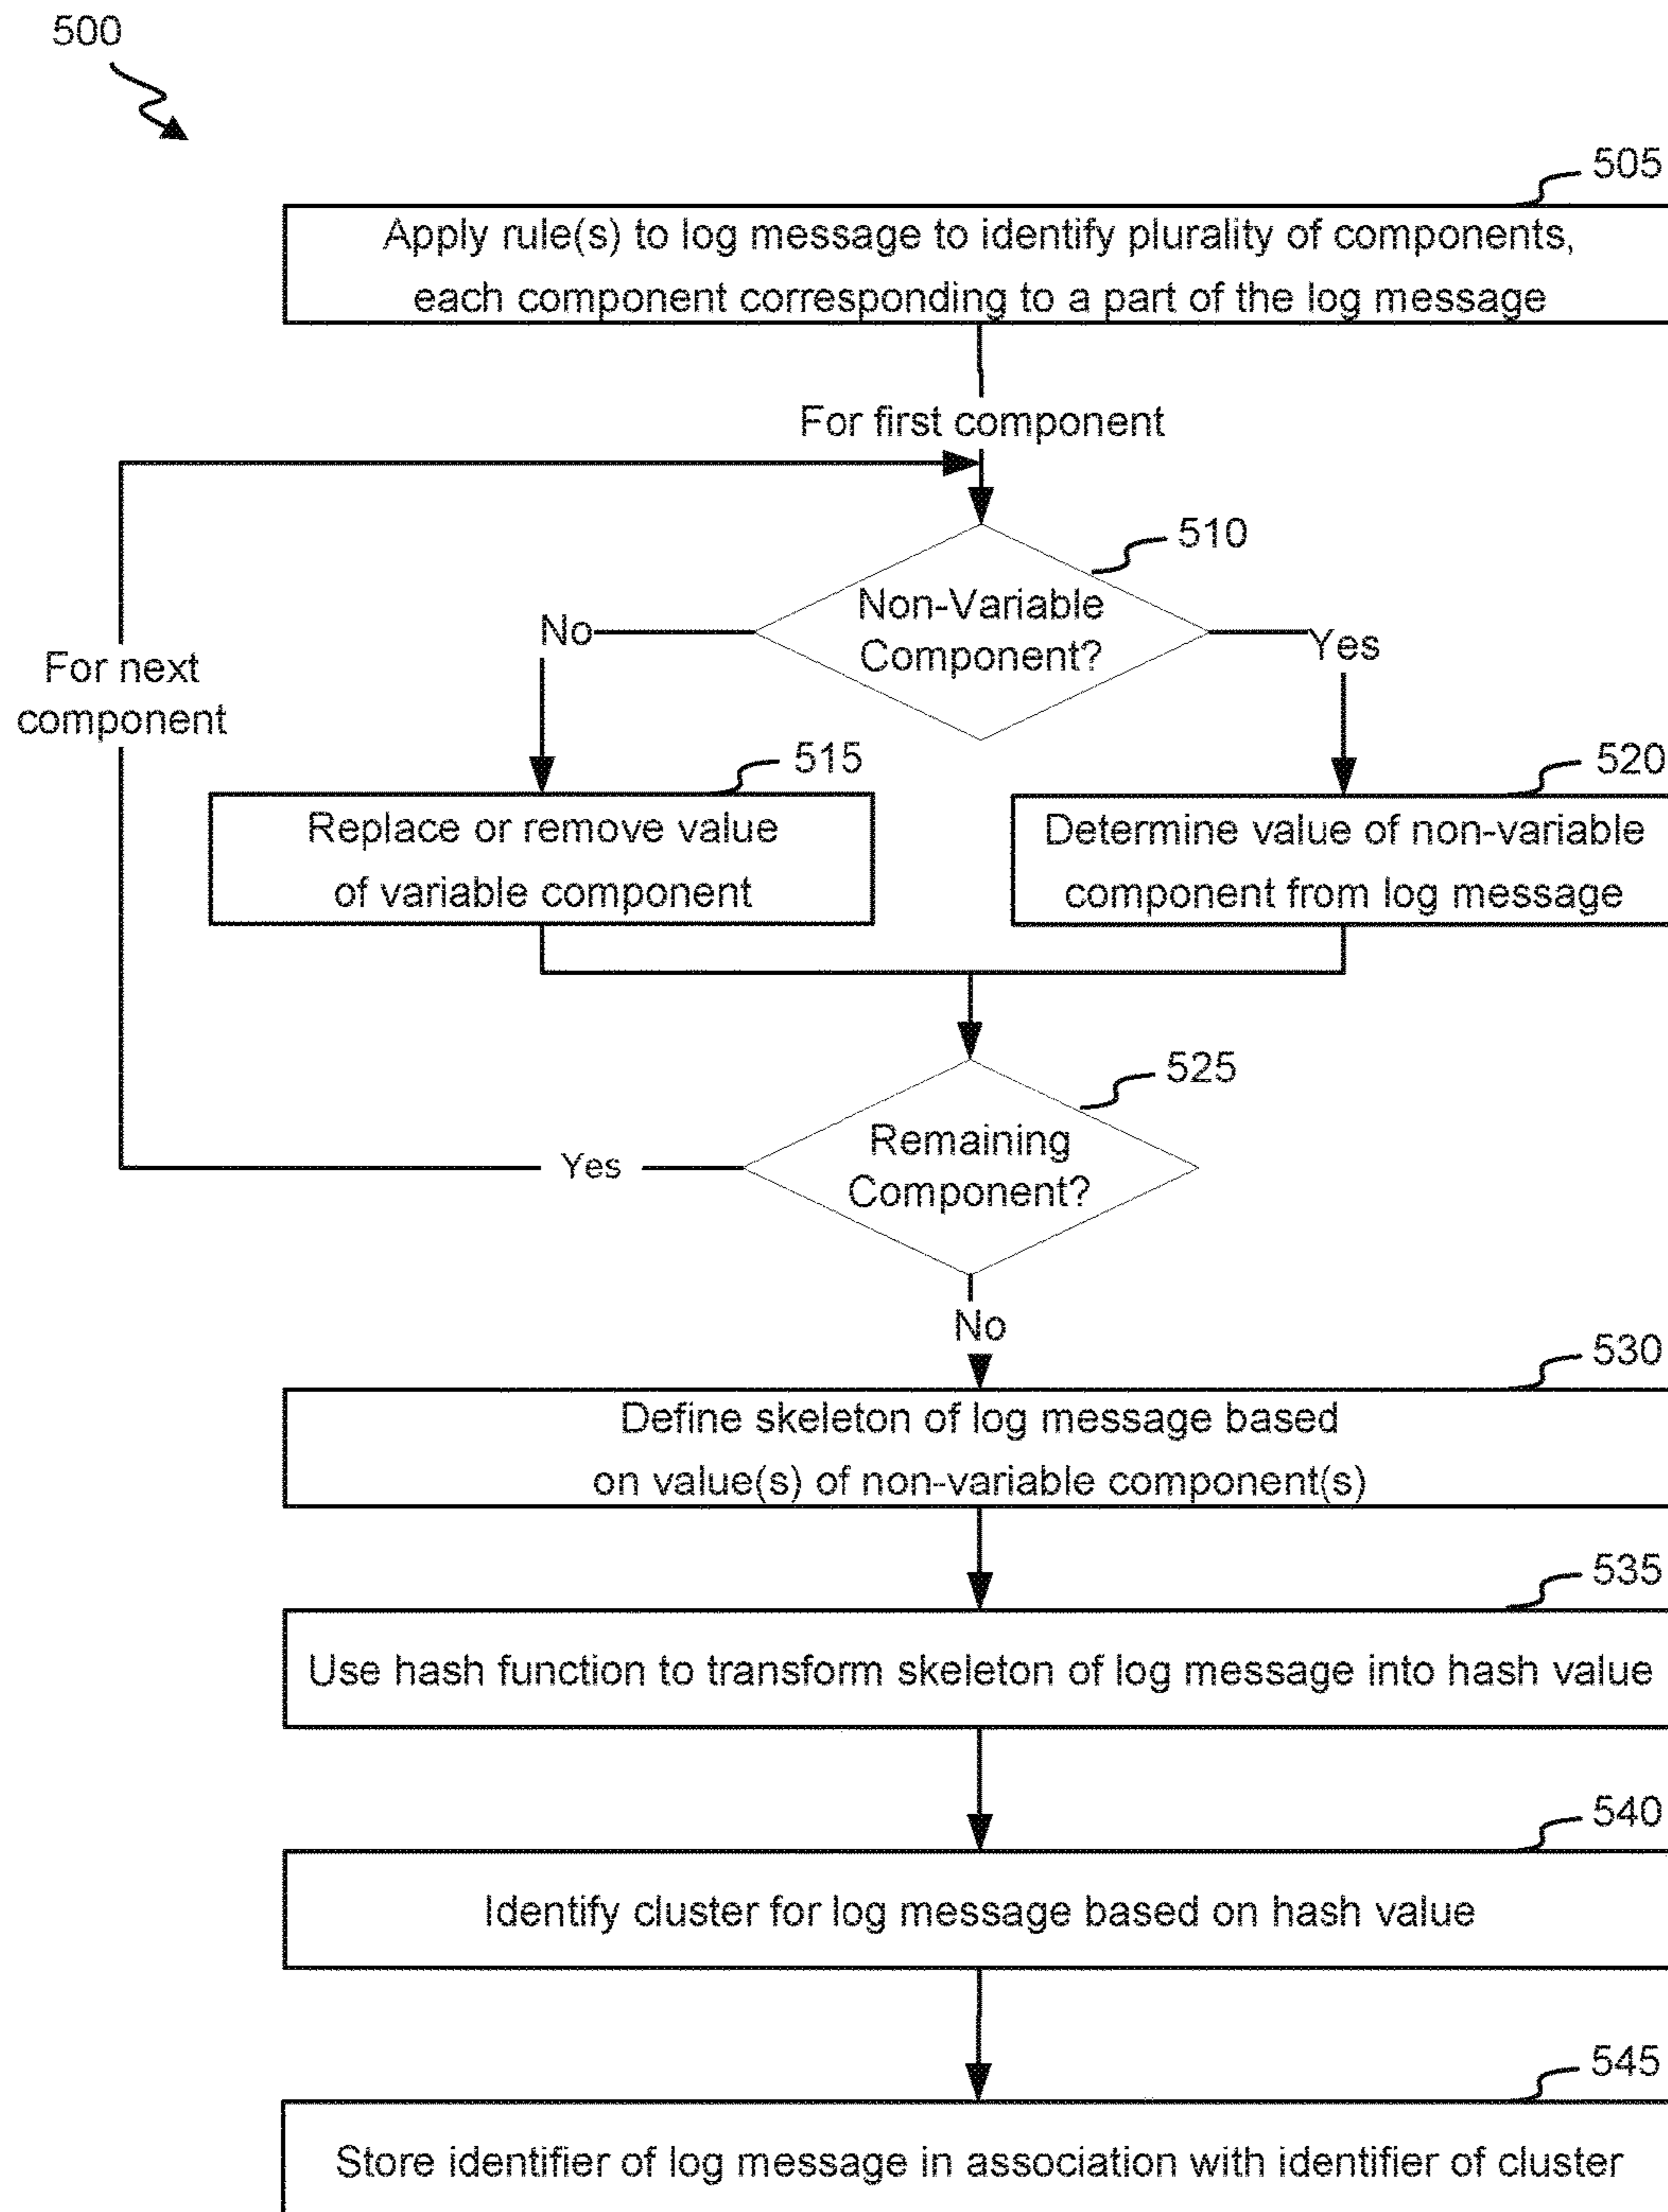 500
505
Apply rule(s) to log message to identify plurality of components,
each component corresponding to a part of the log message
For first component
510
Non-Variable
Component?
No
Yes
For next
component
515
520
Replace or remove value
of variable component
Determine value of non-variable
component from log message
525
Remaining
Component?
Yes
No
530
Define skeleton of log message based
on value(s) of non-variable component(s)
535
Use hash function to transform skeleton of log message into hash value
540
Identify cluster for log message based on hash value
545
Store identifier of log message in association with identifier of cluster